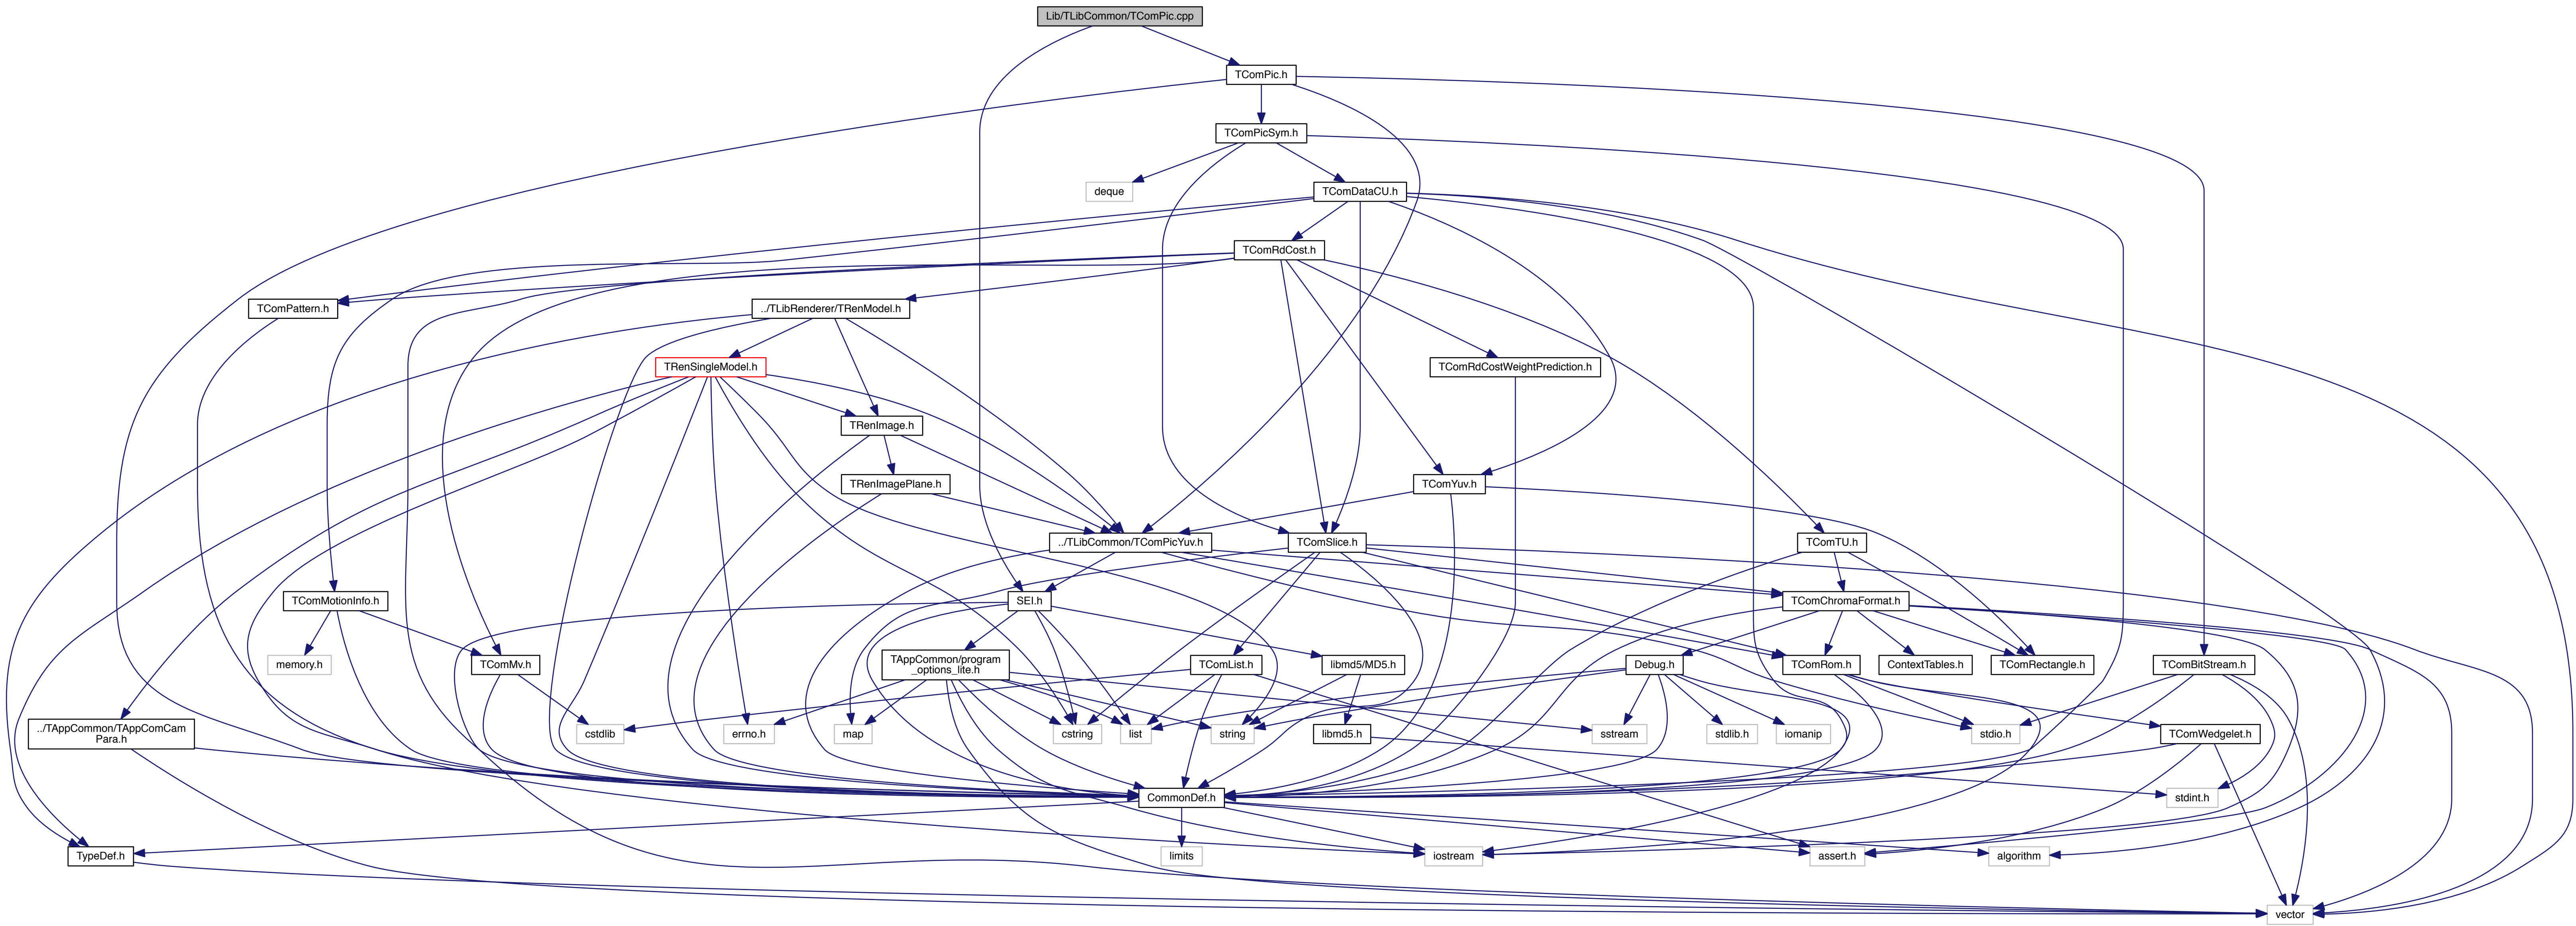 Lib/TLibCommon/TComPic.cpp
TComPic.h
TComPicSym.h
deque
TComDataCU.h
TComRdCost.h
TComPattern.h
../TLibRenderer/TRenModel.h
TRenSingleModel.h
TComRdCostWeightPrediction.h
TRenImage.h
TRenImagePlane.h
TComYuv.h
../TLibCommon/TComPicYuv.h
TComSlice.h
TComTU.h
TComMotionInfo.h
SEI.h
TComChromaFormat.h
memory.h
TComMv.h
TAppCommon/program
_options_lite.h
TComList.h
libmd5/MD5.h
Debug.h
TComRom.h
ContextTables.h
TComRectangle.h
TComBitStream.h
../TAppCommon/TAppComCam
Para.h
cstdlib
errno.h
map
cstring
list
string
libmd5.h
sstream
stdlib.h
iomanip
stdio.h
TComWedgelet.h
CommonDef.h
stdint.h
TypeDef.h
limits
iostream
assert.h
algorithm
vector